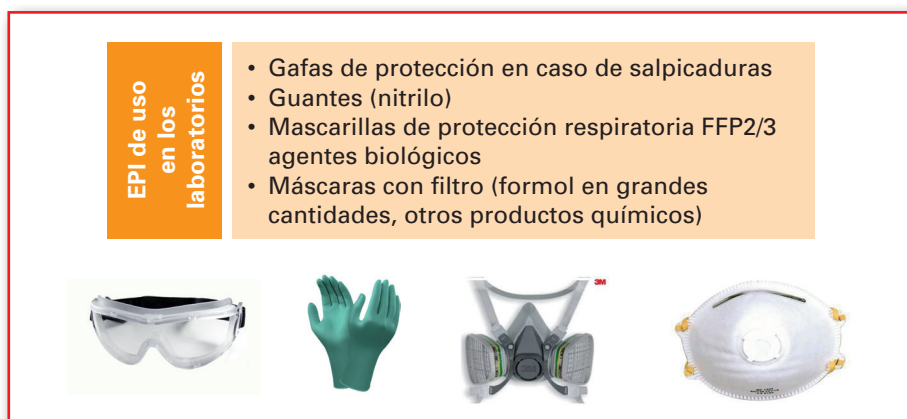 EPI de uso
en los
laboratorios
• Gafas de protección en caso de salpicaduras
• Guantes (nitrilo)
• Mascarillas de protección respiratoria FFP2/3
agentes biológicos
• Máscaras con filtro (formol en grandes
cantidades, otros productos químicos)
3M